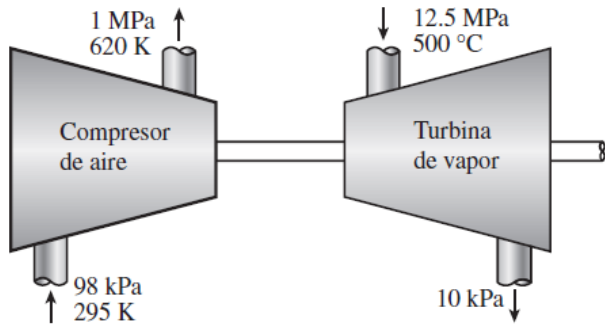 1 MPa
620 K
12.5 MPa
500 °C
Compresor
de aire
Turbina
de vapor
98 kPa
295 K
10 kPa